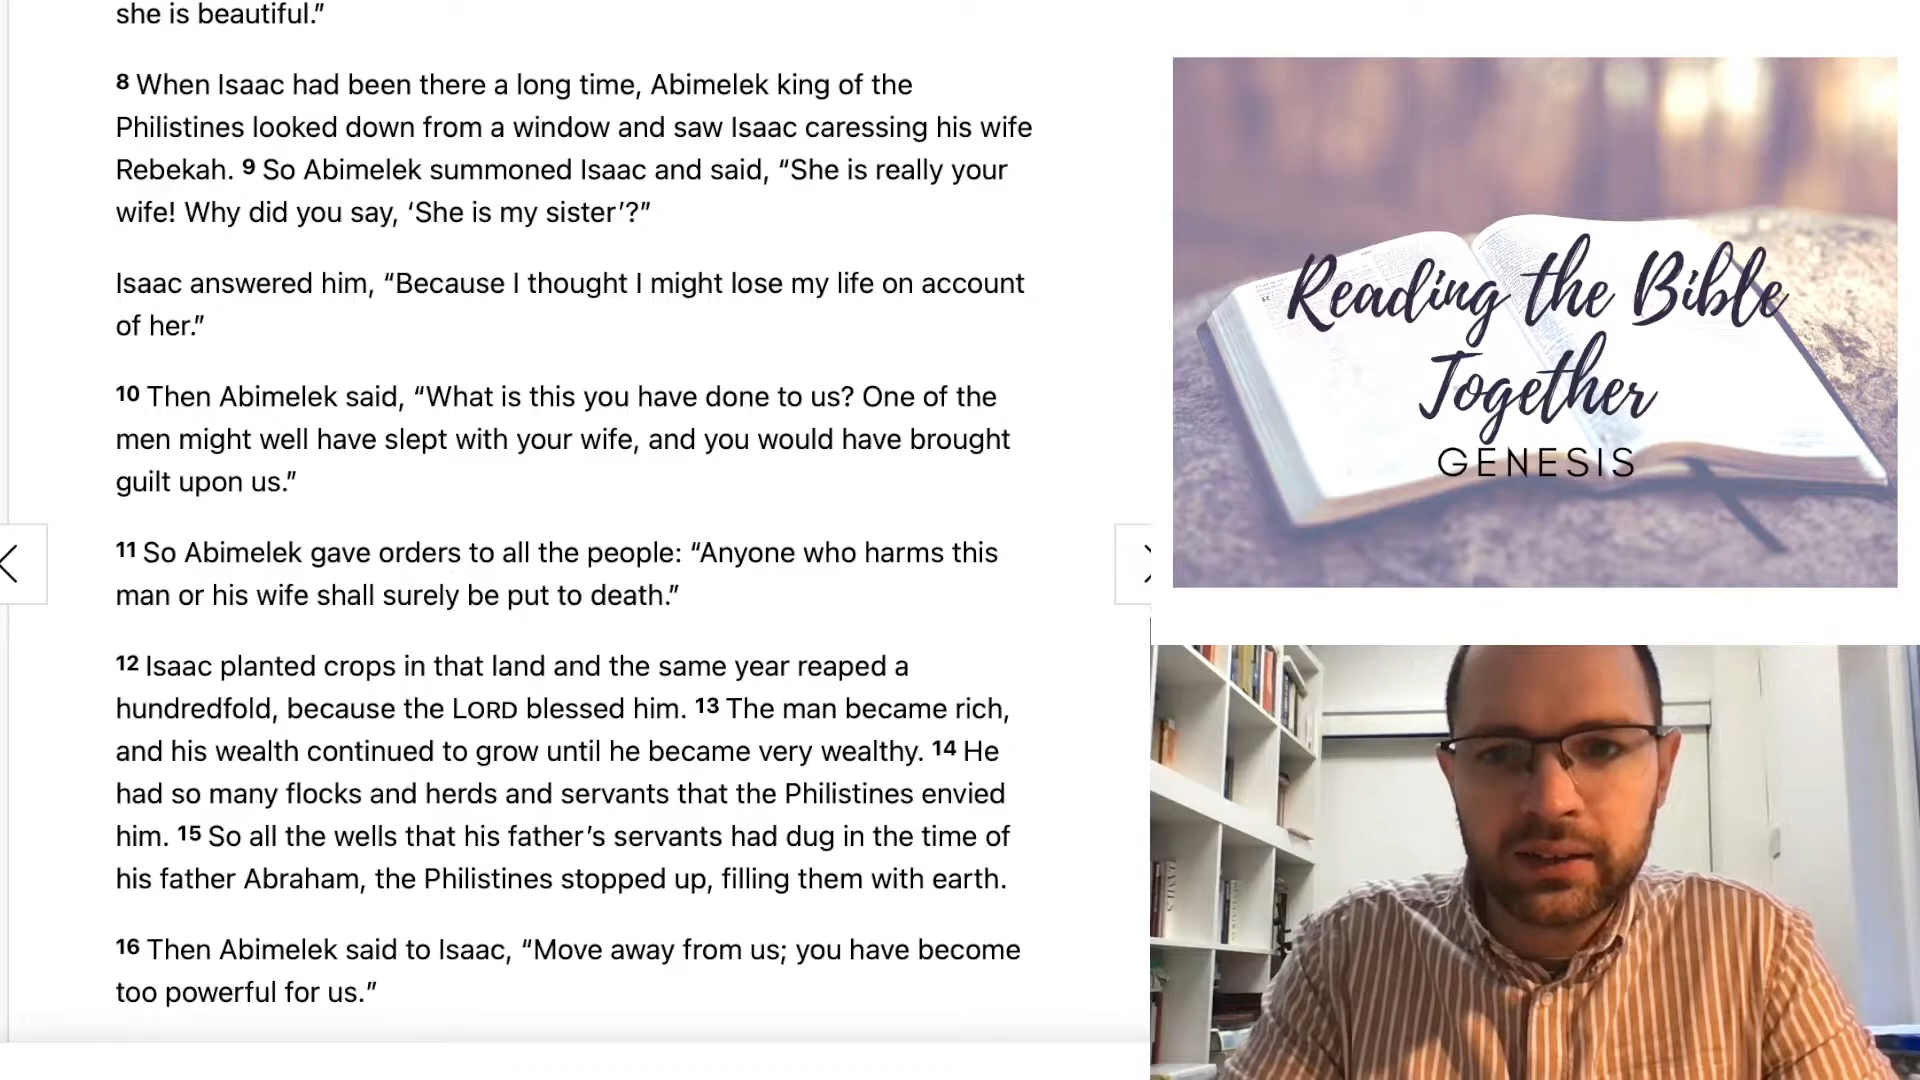 she is beautiful.”
8 When Isaac had been there a long time, Abimelek king of the
Philistines looked down from a window and saw Isaac caressing his wife
Rebekah. 9 So Abimelek summoned Isaac and said, “She is really your
wife! Why did you say, ‘She is my sister’?”
Isaac answered him, “Because I thought I might lose my life on account
of her.”
10 Then Abimelek said, “What is this you have done to us? One of the
men might well have slept with your wife, and you would have brought
guilt upon us.”
11 So Abimelek gave orders to all the people: “Anyone who harms this
man or his wife shall surely be put to death.”
12 Isaac planted crops in that land and the same year reaped a
hundredfold, because the LORD blessed him. 13 The man became rich,
and his wealth continued to grow until he became very wealthy. 14 He
had so many flocks and herds and servants that the Philistines envied
him. 15 So all the wells that his father’s servants had dug in the time of
his father Abraham, the Philistines stopped up, filling them with earth.
16 Then Abimelek said to Isaac, “Move away from us; you have become
too powerful for us.”
Reading the Bible
Together
GENESIS